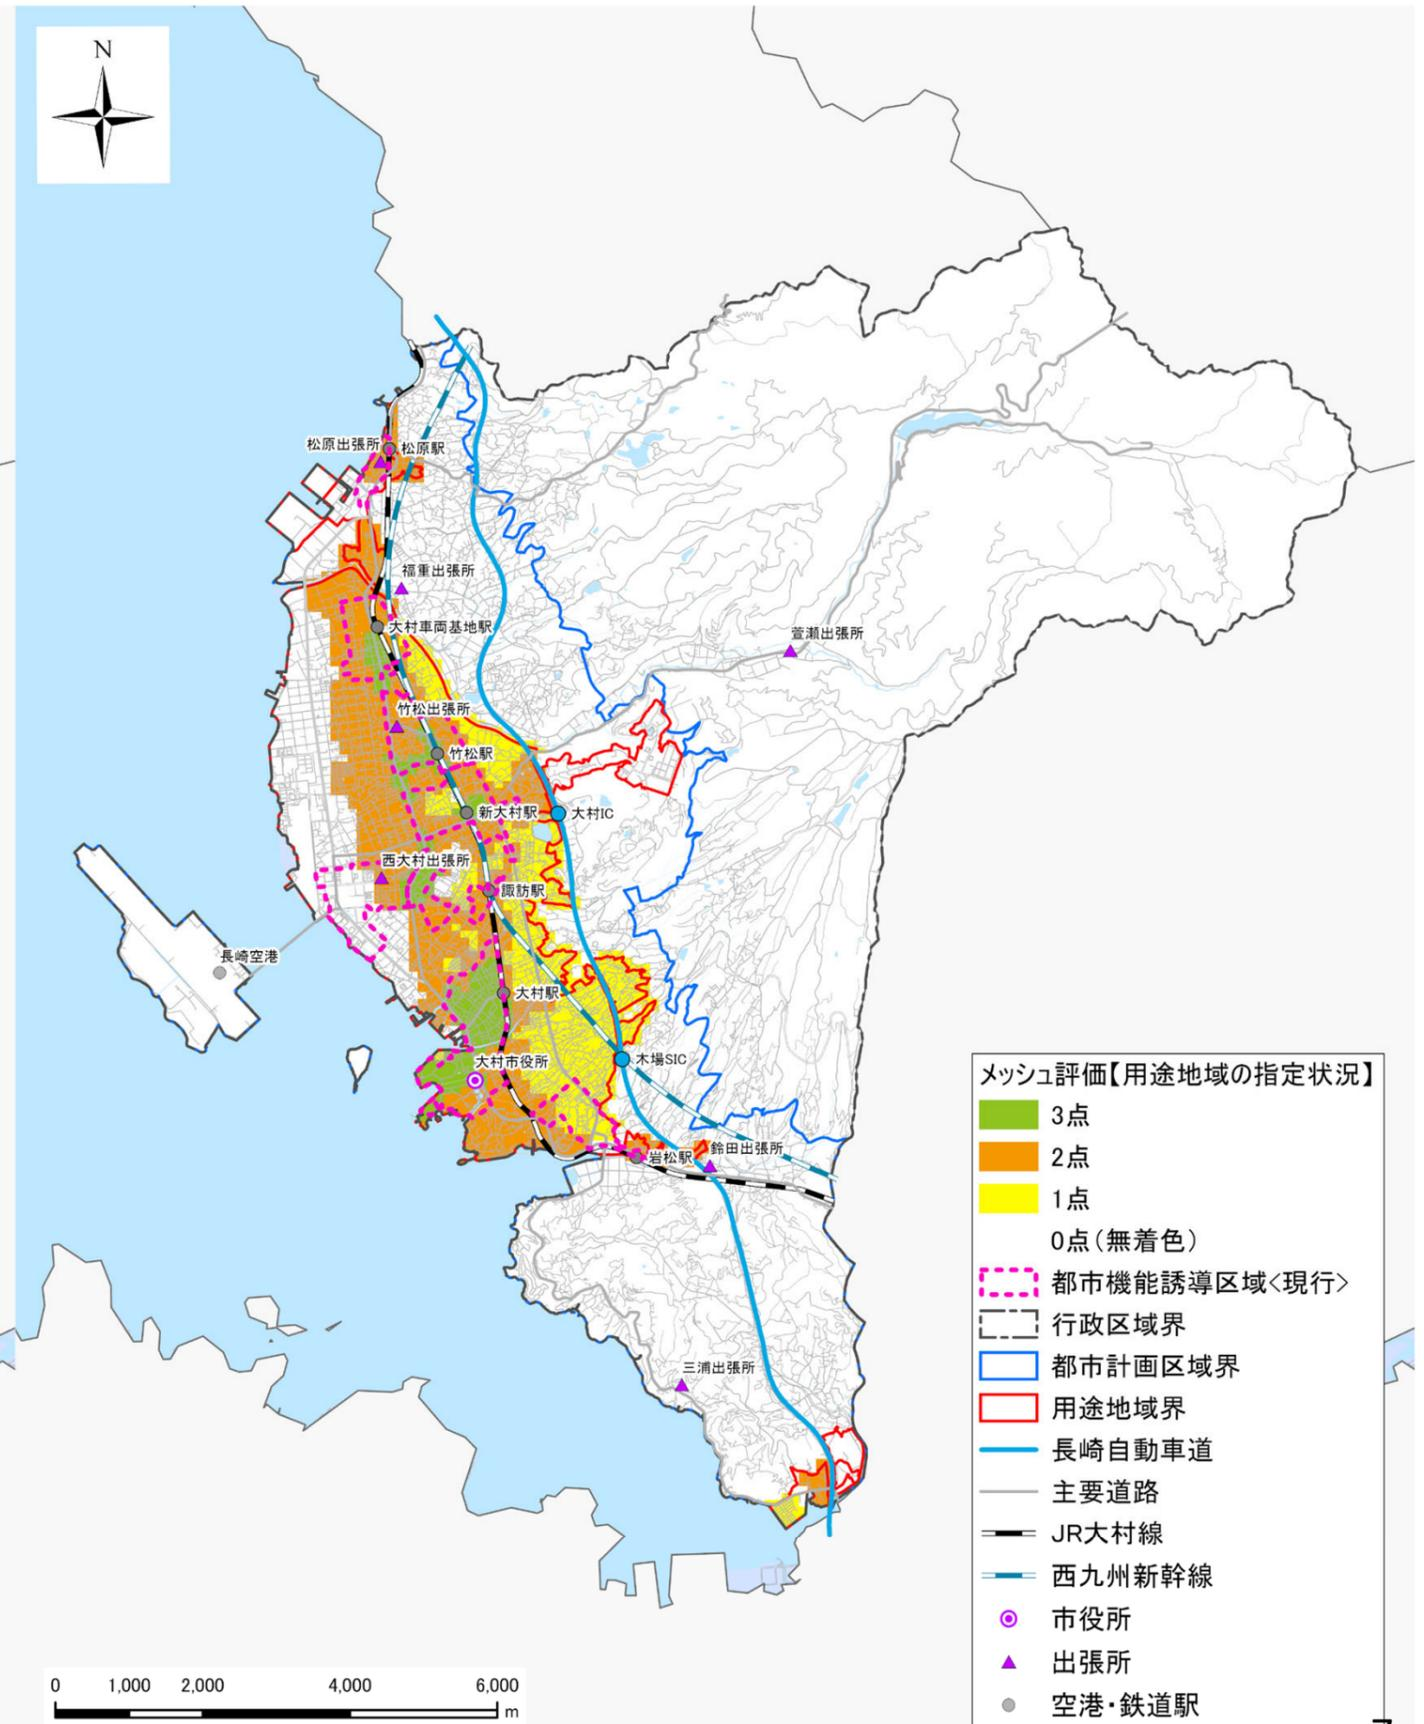 N
松原出張所
松原駅
福重出張所
大村車両基地駅
萱瀬出張所
竹松出張所
竹松駅
新大村駅
大村IC
西大村出張所
諏訪駅
長崎空港
大村駅
木場SIC
大村市役所
鈴田出張所
岩松駅
三浦出張所
メッシュ評価【用途地域の指定状況】
3点
2点
1点
0点(無着色)
都市機能誘導区域<現行>
行政区域界
都市計画区域界
用途地域界
長崎自動車道
主要道路
JR大村線
西九州新幹線
市役所
出張所
空港・鉄道駅
0 1,000 2,000 4,000 6,000
m